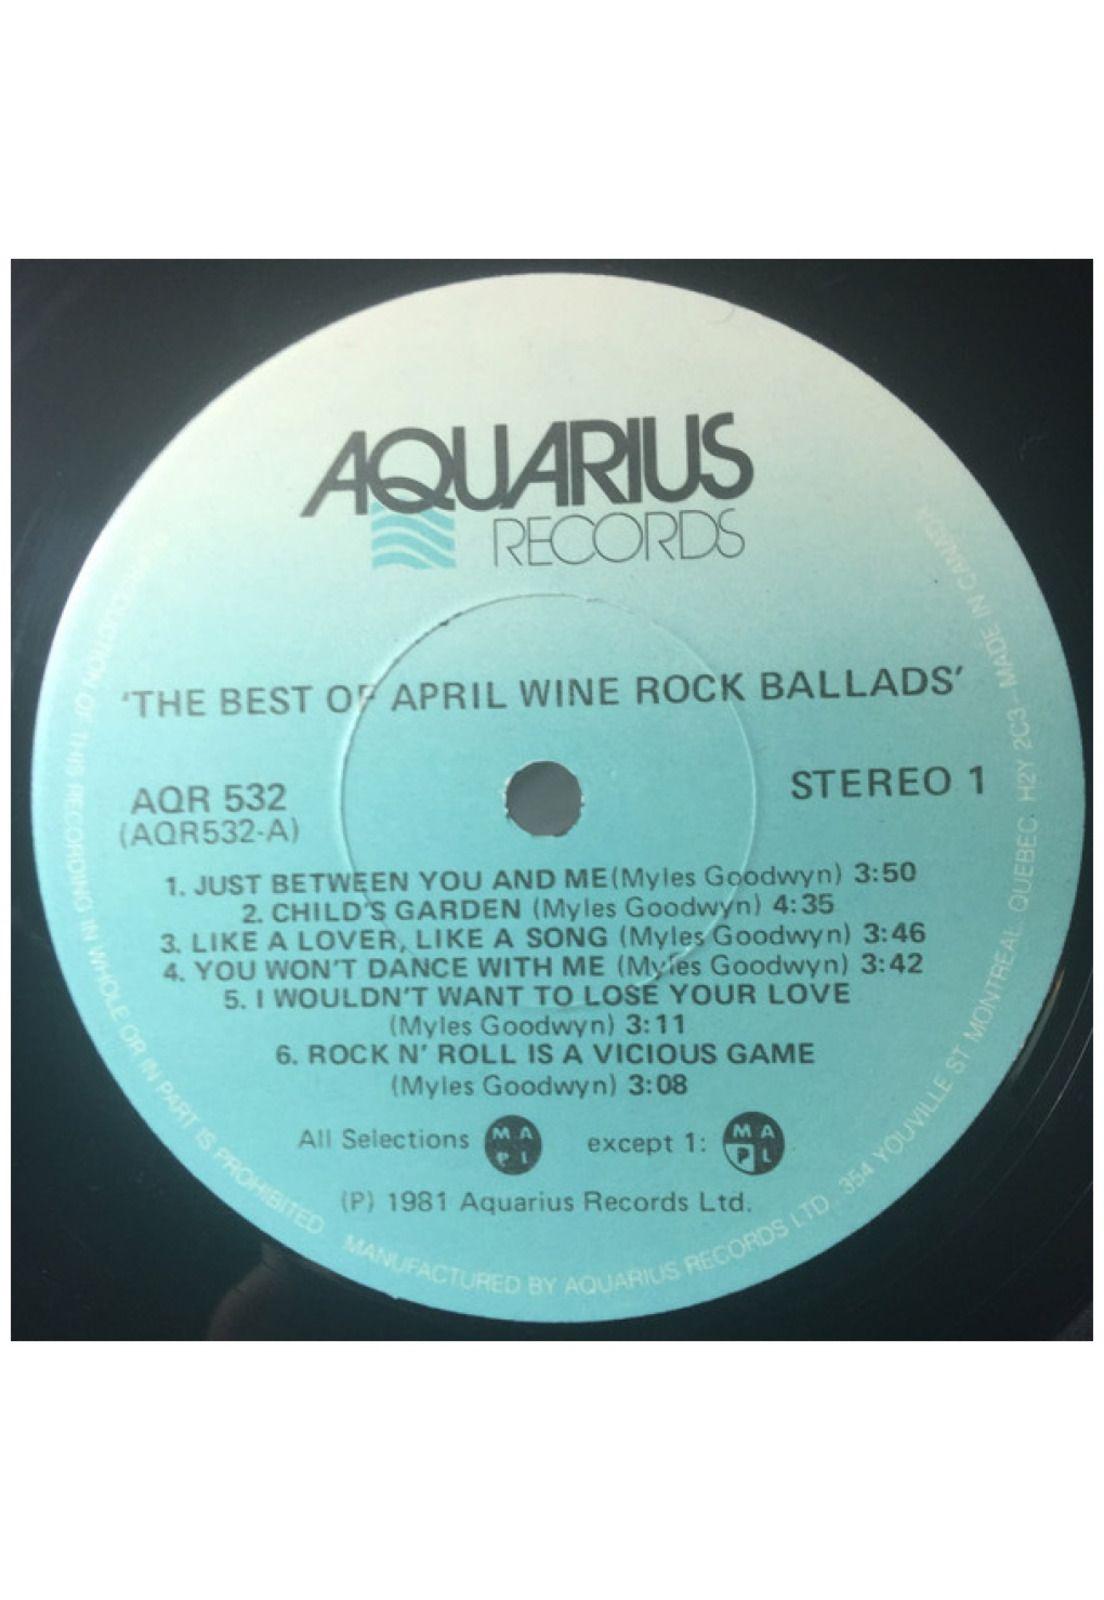 AQUARIUS
RECORDS
'THE BEST OF APRIL WINE ROCK BALLADS'
AQR 532
(AQR532-A)
STEREO 1
1. JUST BETWEEN YOU AND ME(Myles Goodwyn) 3:50
2. CHILD'S GARDEN (Myles Goodwyn) 4:35
3. LIKE A LOVER, LIKE A SONG (Myles Goodwyn) 3:46
4. YOU WON'T DANCE WITH ME (Myles Goodwyn) 3:42
5. I WOULDN'T WANT TO LOSE YOUR LOVE
(Myles Goodwyn) 3:11
6. ROCK N' ROLL IS A VICIOUS GAME
(Myles Goodwyn) 3:08
All Selections MAPL except 1: MAPL
(P) 1981 Aquarius Records Ltd.
OF THIS RECORDING IN WHOLE OR IN PART IS PROHIBITED. MANUFACTURED BY AQUARIUS RECORDS LTD. 354 YOUVILLE ST MONTREAL, QUEBEC. H2Y 2C3 - MADE IN CANADA